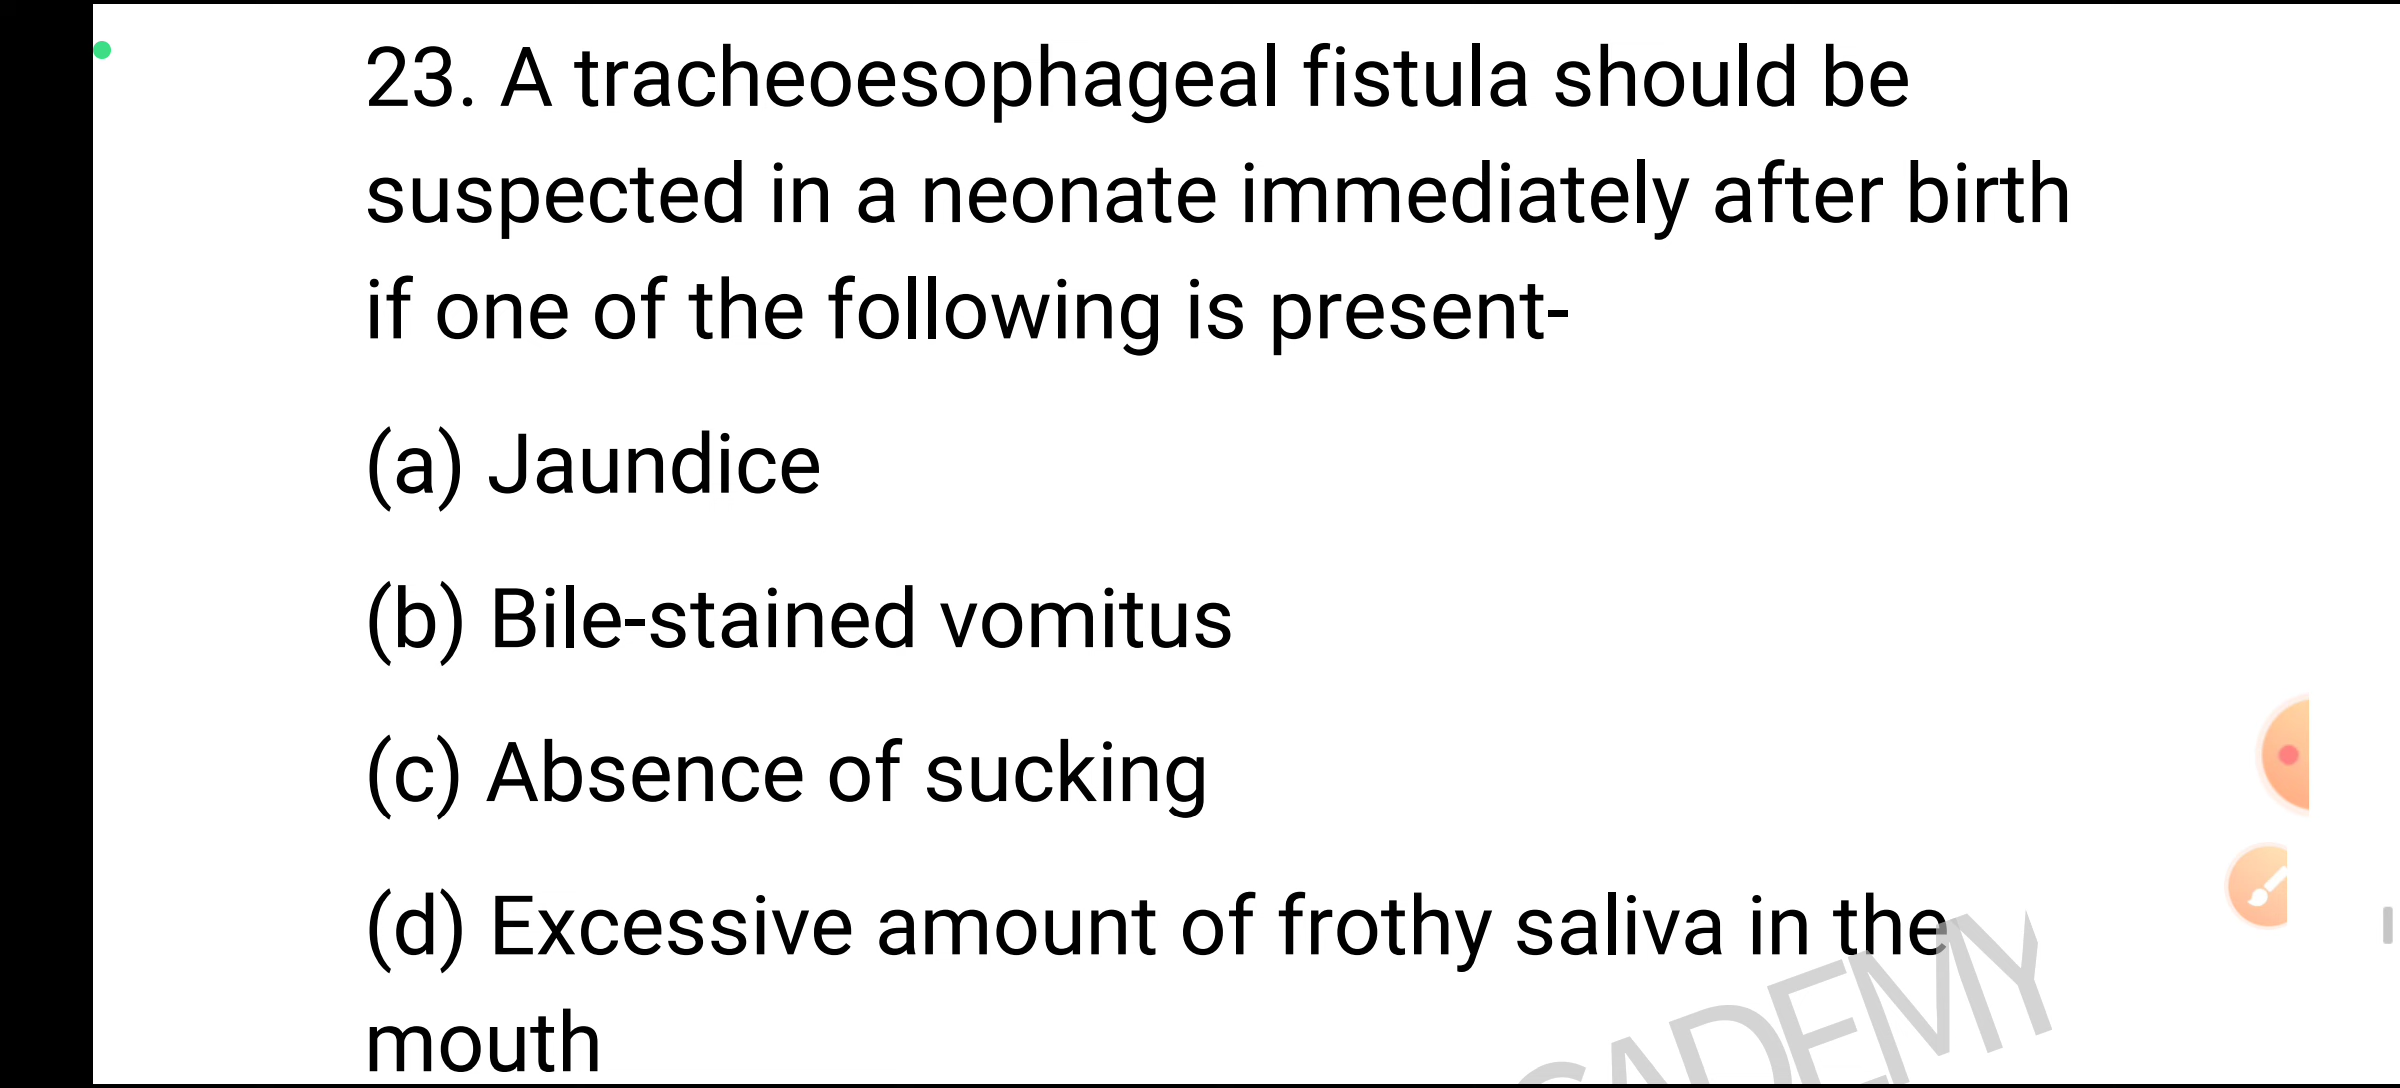 23. A tracheoesophageal fistula should be
suspected in a neonate immediately after birth
if one of the following is present-
(a) Jaundice
(b) Bile-stained vomitus
(c) Absence of sucking
(d) Excessive amount of frothy saliva in the
mouth